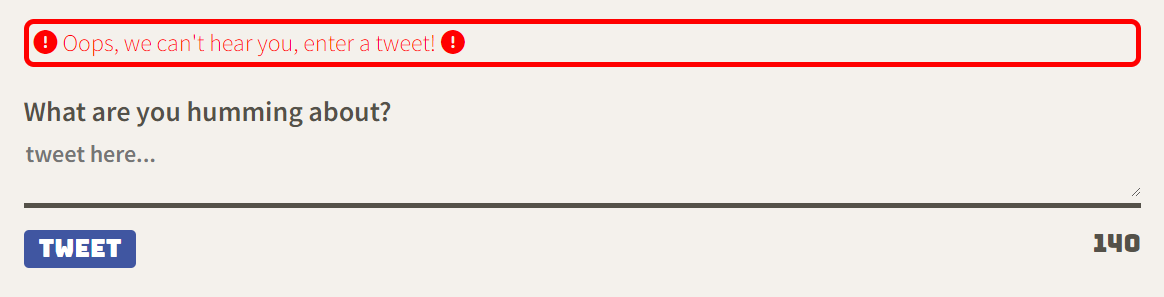 Oops, we can't hear you, enter a tweet!
What are you humming about?
tweet here...
TWEET
140